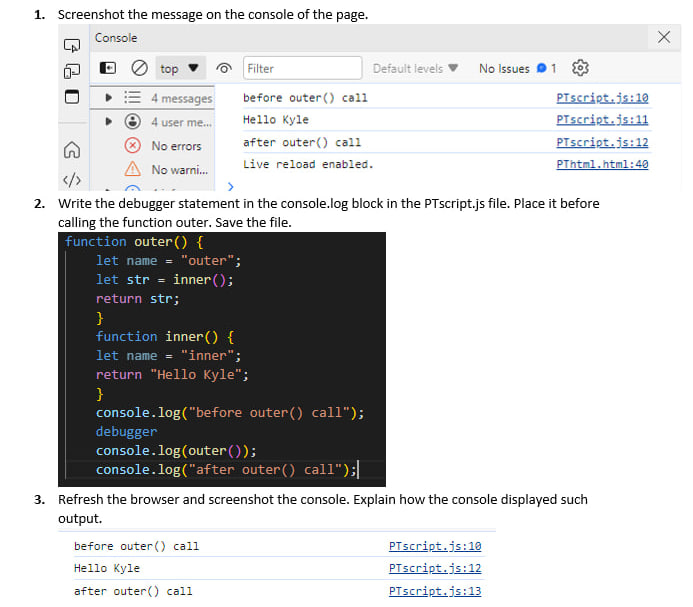 1. Screenshot the message on the console of the page.
Console
top Filter Default levels No Issues 1
4 messages before outer() call PTscript.js:10
4 user me... Hello Kyle PTscript.js:11
No errors after outer() call PTscript.js:12
No warni... Live reload enabled. PThtml.html:40
2. Write the debugger statement in the console.log block in the PTscript.js file. Place it before
calling the function outer. Save the file.
function outer() {
let name = "outer";
let str = inner();
return str;
}
function inner() {
let name = "inner";
return "Hello Kyle";
}
console.log("before outer() call");
debugger
console.log(outer());
console.log("after outer() call");
3. Refresh the browser and screenshot the console. Explain how the console displayed such
output.
before outer() call PTscript.js:10
Hello Kyle PTscript.js:12
after outer() call PTscript.js:13